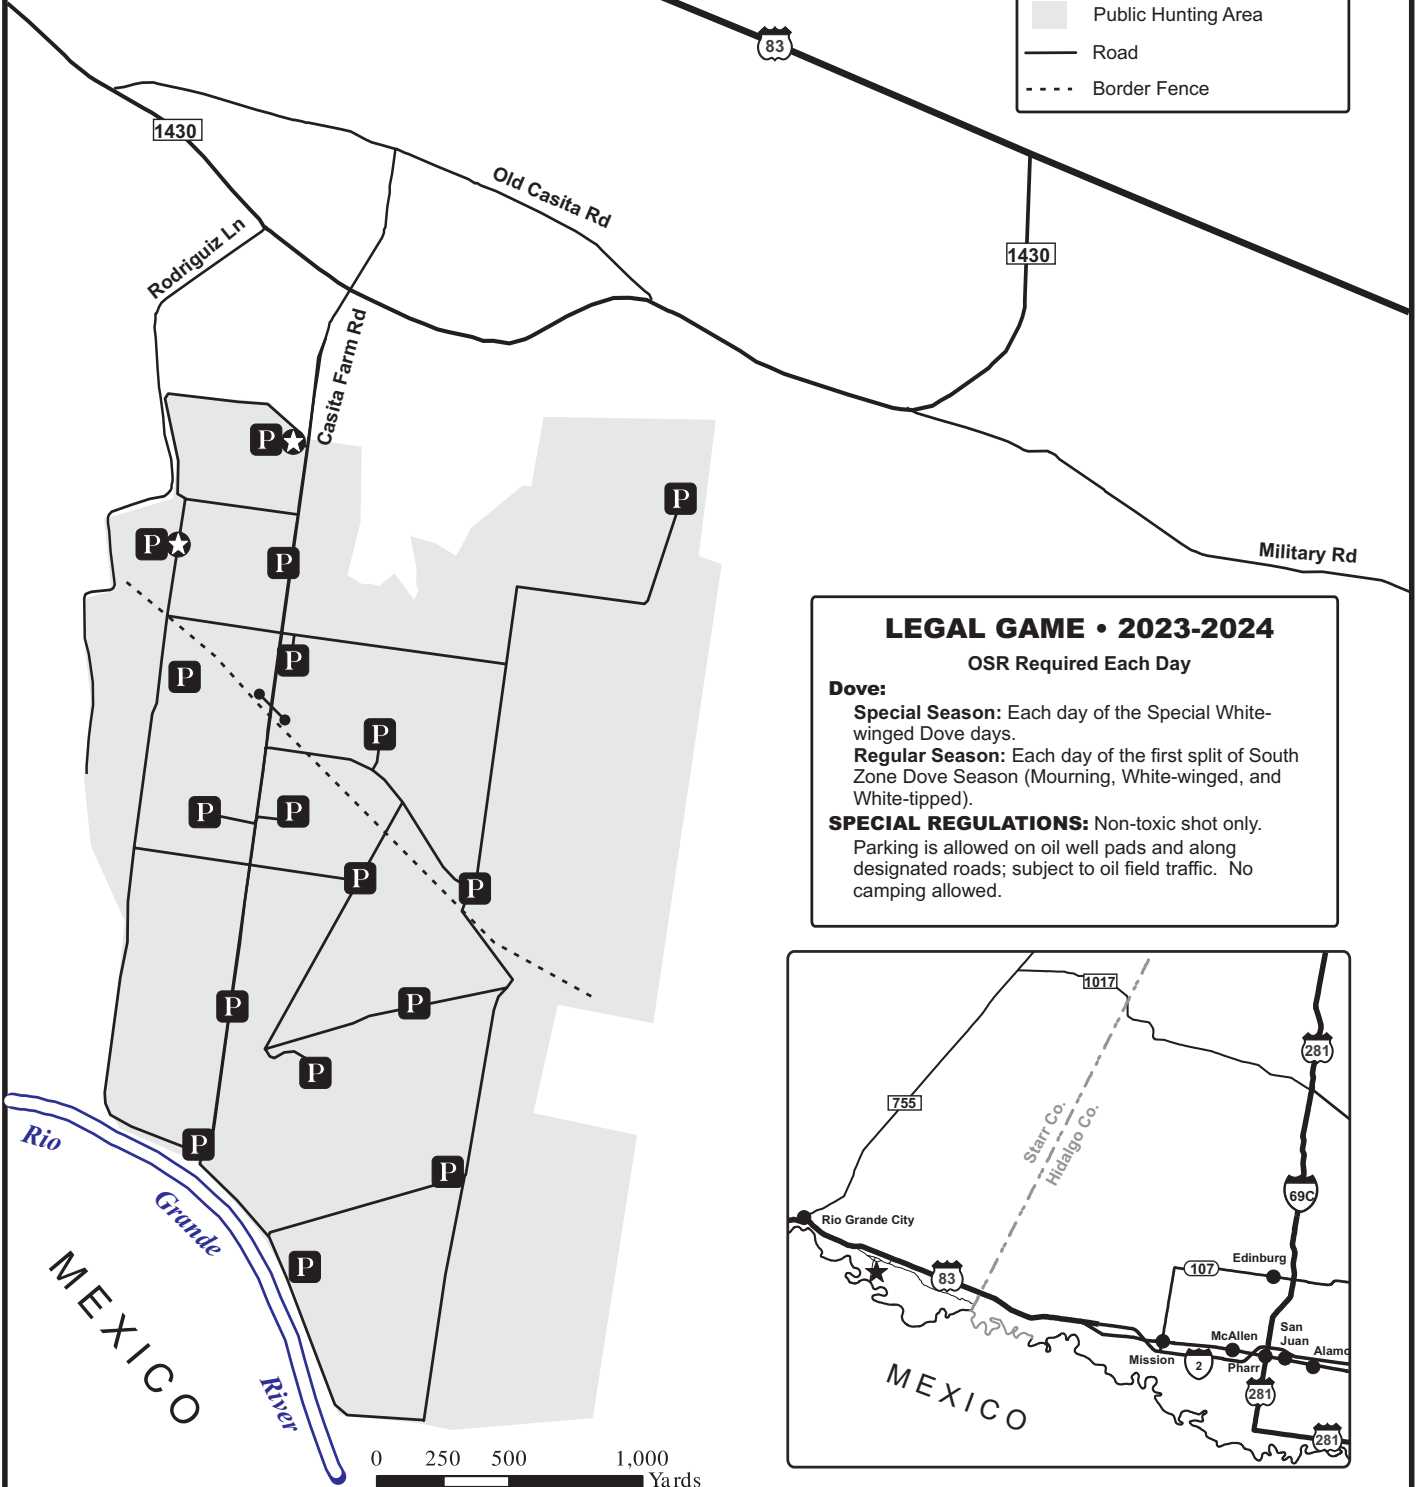 Public Hunting Area
83
Road
Border Fence
1430
Old Casita Rd
Rodriguiz Ln
1430
Casita Farm Rd
P
P
P
P
Military Rd
P
P
P
P
P
P
P
P
P
P
P
P
P
P
LEGAL GAME • 2023-2024
OSR Required Each Day
Dove:
Special Season: Each day of the Special White-
winged Dove days.
Regular Season: Each day of the first split of South
Zone Dove Season (Mourning, White-winged, and
White-tipped).
SPECIAL REGULATIONS: Non-toxic shot only.
Parking is allowed on oil well pads and along
designated roads; subject to oil field traffic. No
camping allowed.
Rio
Grande
River
MEXICO
0 250 500 1,000
Yards
1017
281
755
Starr Co.
Hidalgo Co.
69C
Rio Grande City
Edinburg
107
83
San
Juan
McAllen
Alamo
Mission
Pharr
2
281
MEXICO
281